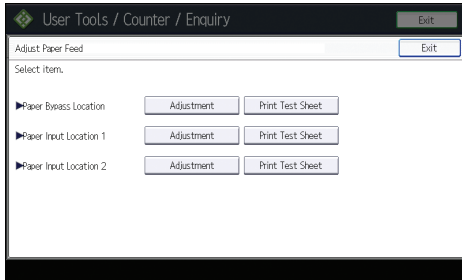 User Tools / Counter / Enquiry Exit
Adjust Paper Feed Exit
Select item.
▶Paper Bypass Location Adjustment Print Test Sheet
▶Paper Input Location 1 Adjustment Print Test Sheet
▶Paper Input Location 2 Adjustment Print Test Sheet